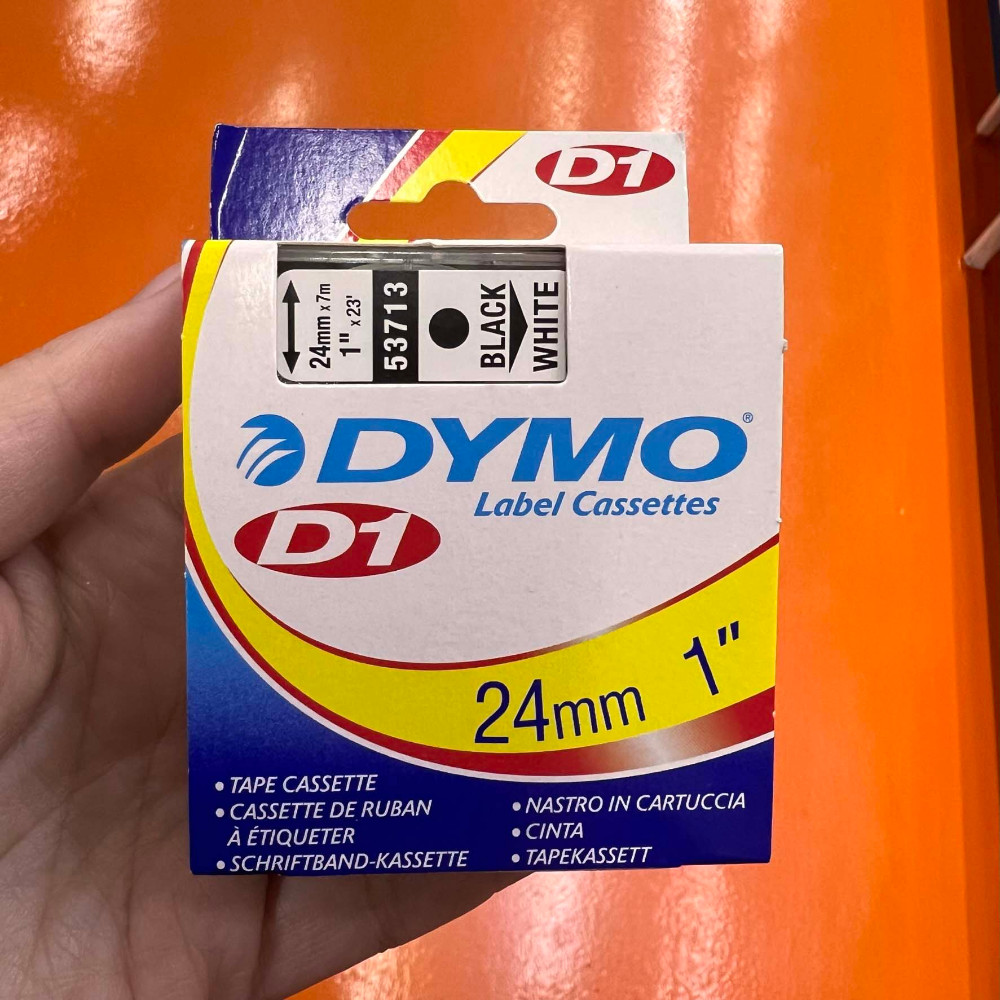 D1
24mm x 7m
1" x 23'
53713
BLACK
WHITE
DYMO®
Label Cassettes
D1
24mm 1"
• TAPE CASSETTE
• CASSETTE DE RUBAN
À ÉTIQUETER
• SCHRIFTBAND-KASSETTE
• NASTRO IN CARTUCCIA
• CINTA
• TAPEKASSETT